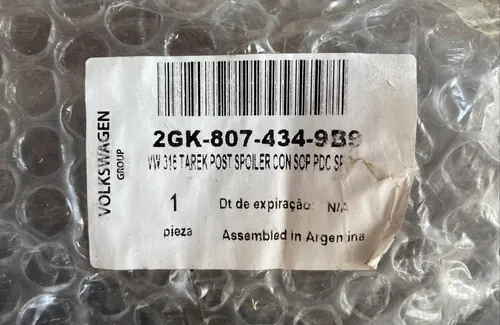 VOLKSWAGEN
GROUP
2GK-807-434-9B9
VW 316 TAREK POST SPOILER CON SOP PDC
1
pieza
Dt de expiração: N/A
Assembled in Argentina